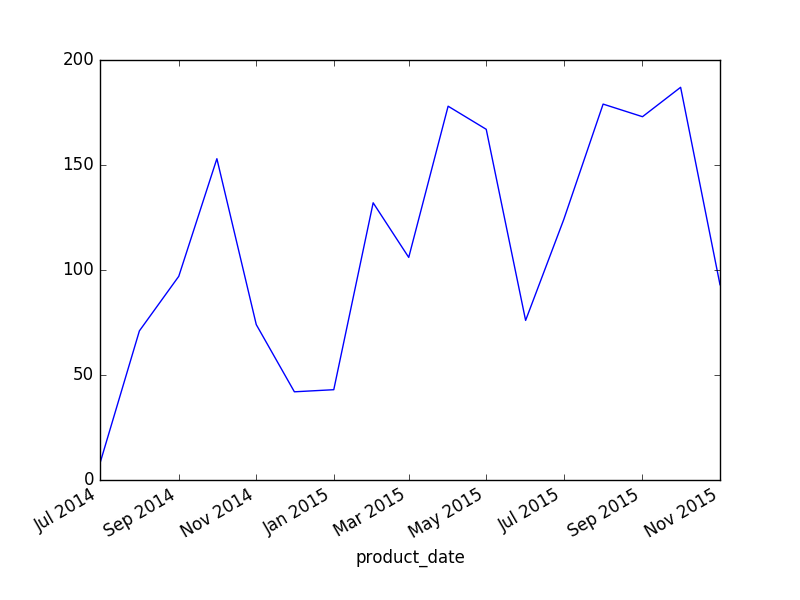 200
150
100
50
0
Jul 2014
Sep 2014
Nov 2014
Jan 2015
Mar 2015
May 2015
Jul 2015
Sep 2015
Nov 2015
product_date